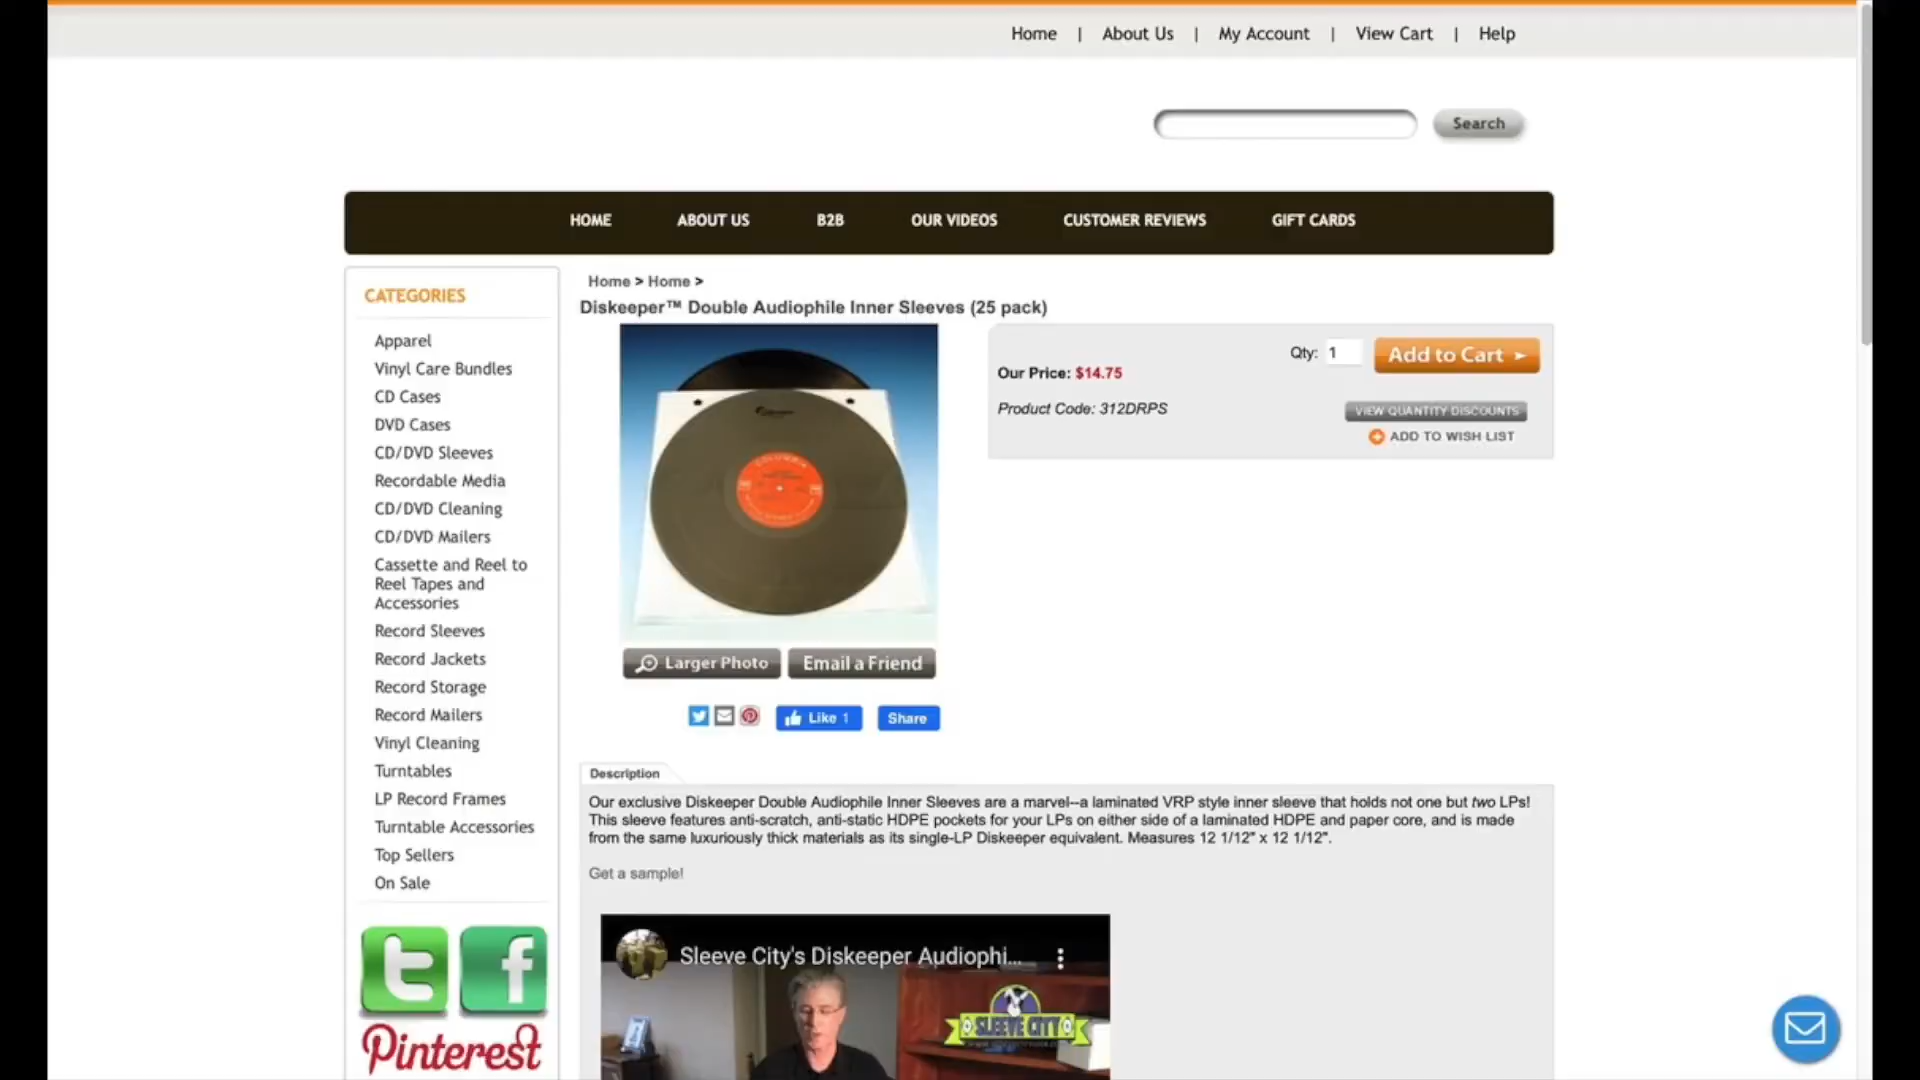 Home | About Us | My Account | View Cart | Help
Search
HOME ABOUT US B2B OUR VIDEOS CUSTOMER REVIEWS GIFT CARDS
CATEGORIES
Apparel
Vinyl Care Bundles
CD Cases
DVD Cases
CD/DVD Sleeves
Recordable Media
CD/DVD Cleaning
CD/DVD Mailers
Cassette and Reel to
Reel Tapes and
Accessories
Record Sleeves
Record Jackets
Record Storage
Record Mailers
Vinyl Cleaning
Turntables
LP Record Frames
Turntable Accessories
Top Sellers
On Sale
Pinterest
Home > Home >
Diskeeper™ Double Audiophile Inner Sleeves (25 pack)
COLUMBIA
Larger Photo
Email a Friend
Like 1
Share
Qty: 1
Add to Cart
Our Price: $14.75
Product Code: 312DRPS
VIEW QUANTITY DISCOUNTS
ADD TO WISH LIST
Description
Our exclusive Diskeeper Double Audiophile Inner Sleeves are a marvel--a laminated VRP style inner sleeve that holds not one but two LPs!
This sleeve features anti-scratch, anti-static HDPE pockets for your LPs on either side of a laminated HDPE and paper core, and is made
from the same luxuriously thick materials as its single-LP Diskeeper equivalent. Measures 12 1/12" x 12 1/12".
Get a sample!
Sleeve City's Diskeeper Audiophi...
SLEEVE CITY